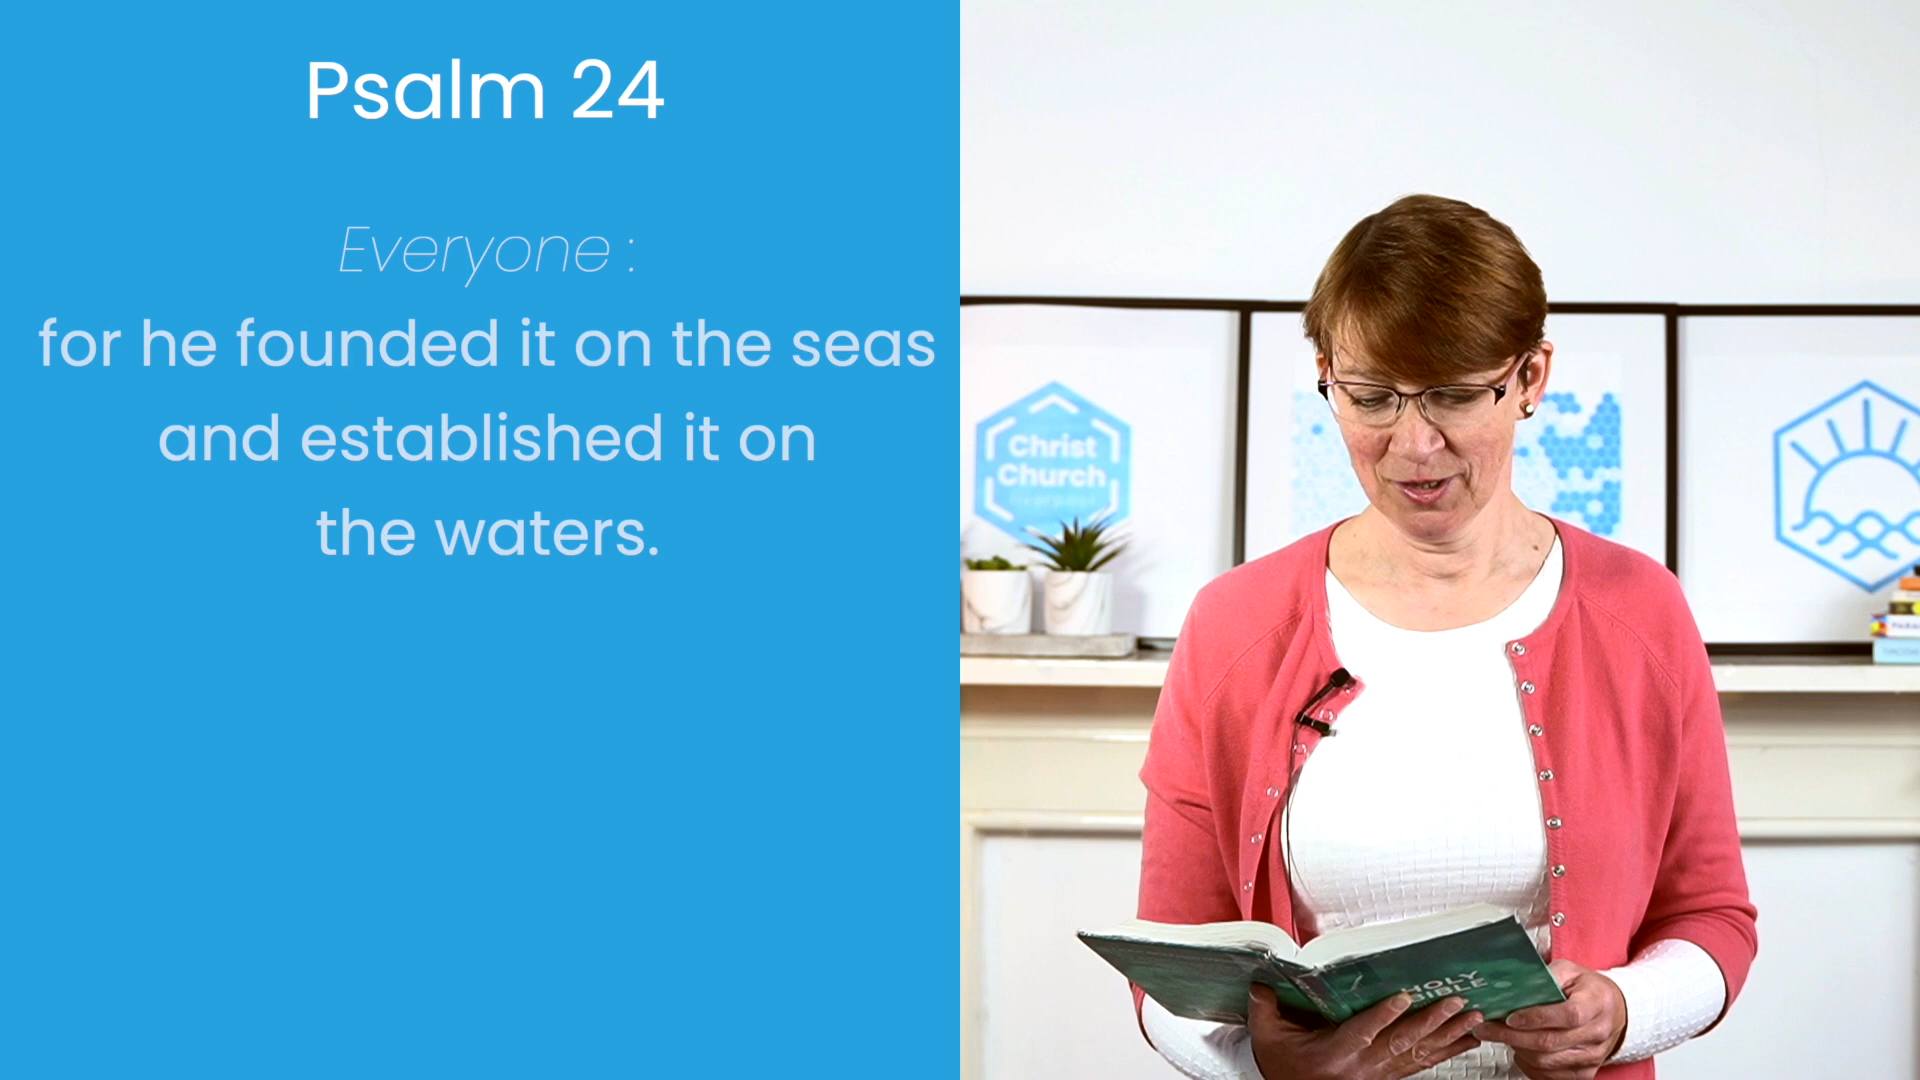 Psalm 24
Everyone :
for he founded it on the seas
and established it on
the waters.
Christ
Church
HOLY
BIBLE